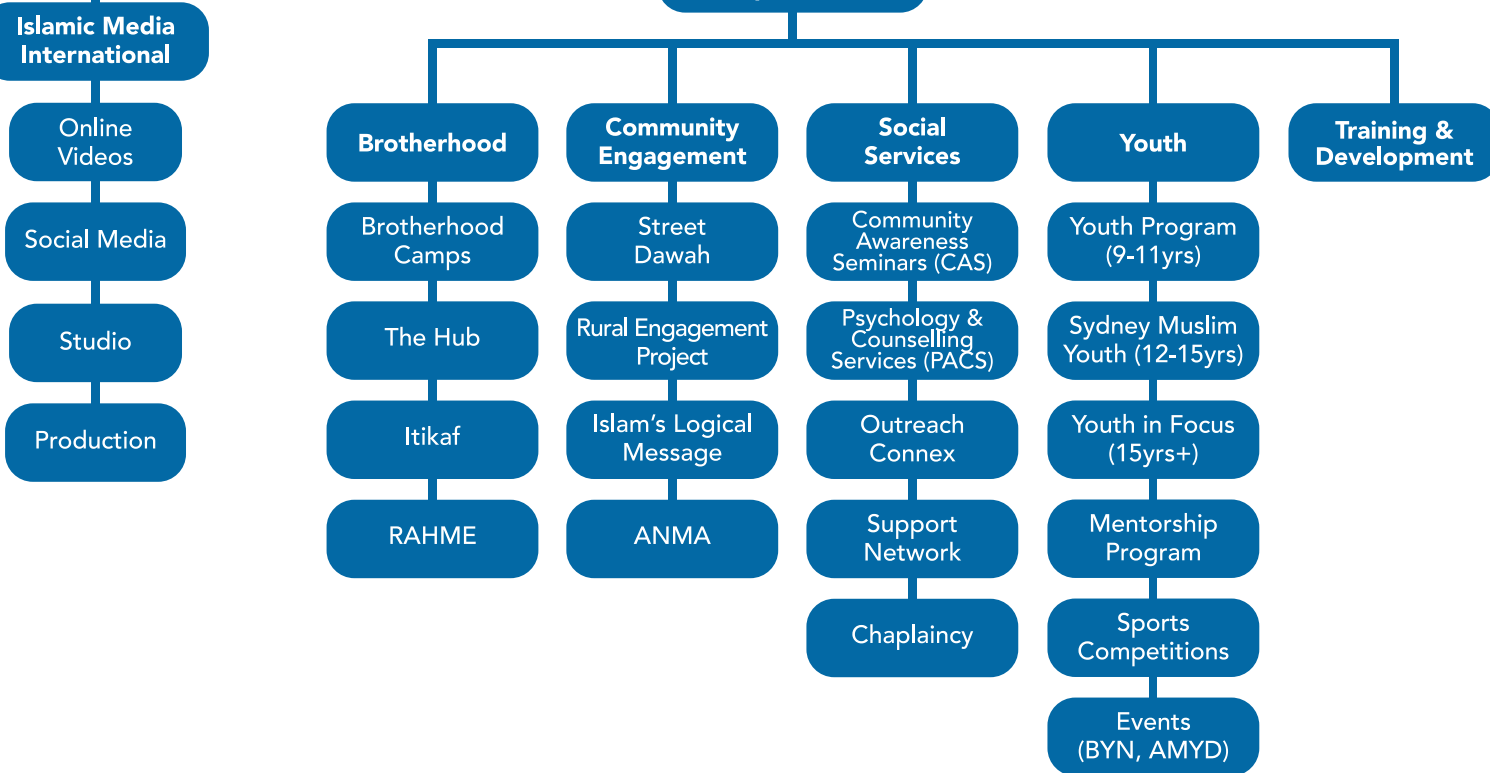 Islamic Media
International
Online
Videos
Social Media
Studio
Production
Brotherhood
Brotherhood
Camps
The Hub
Itikaf
RAHME
Community
Engagement
Street
Dawah
Rural Engagement
Project
Islam's Logical
Message
ANMA
Social
Services
Community
Awareness
Seminars (CAS)
Psychology &
Counselling
Services (PACS)
Outreach
Connex
Support
Network
Chaplaincy
Youth
Youth Program
(9-11yrs)
Sydney Muslim
Youth (12-15yrs)
Youth in Focus
(15yrs+)
Mentorship
Program
Sports
Competitions
Events
(BYN, AMYD)
Training &
Development